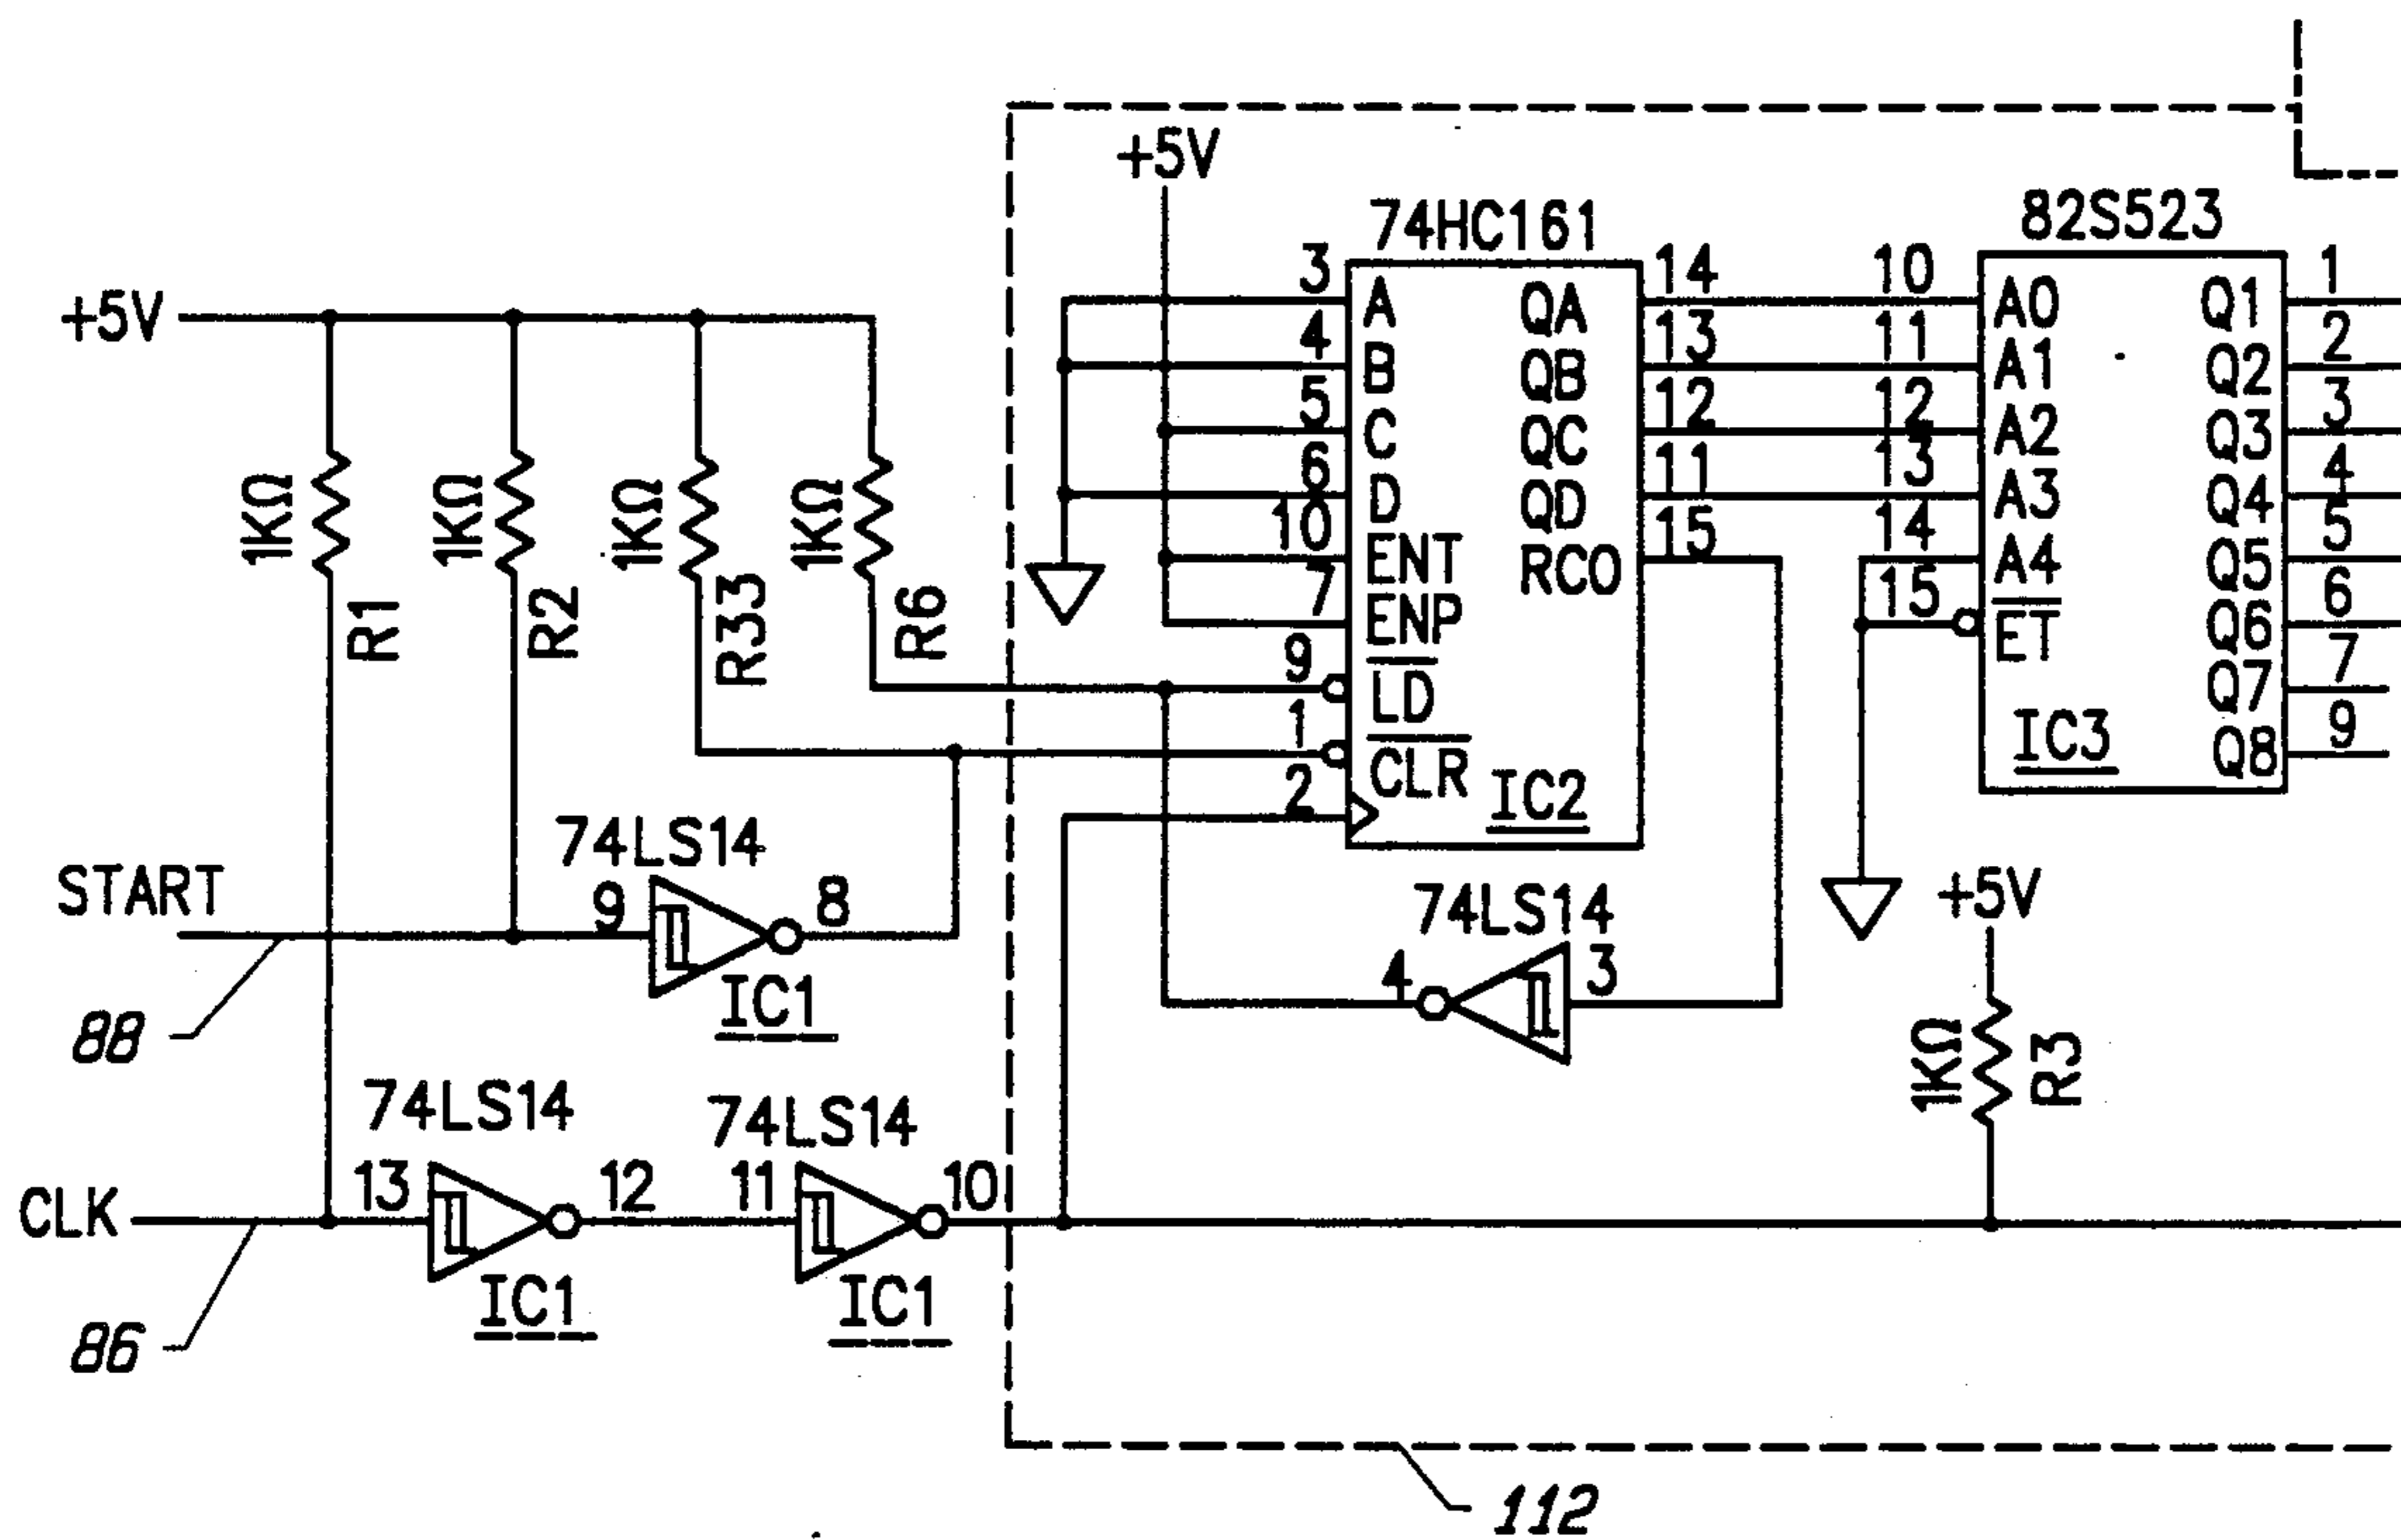 +5V
74HC161
82S523
+5V
1KΩ
R1
1KΩ
R2
1KΩ
R33
1KΩ
R6
3
4
5
6
10
7
9
1
2
A
B
C
D
ENT
ENP
LD
CLR
QA
QB
QC
QD
RCO
IC2
14
13
12
11
15
10
11
12
13
14
15
A0
A1
A2
A3
A4
ET
IC3
Q1
Q2
Q3
Q4
Q5
Q6
Q7
Q8
1
2
3
4
5
6
7
9
START
74LS14
9
8
IC1
88
74LS14
4
3
+5V
1KΩ
R3
CLK
74LS14
13
12
IC1
74LS14
11
10
IC1
86
112